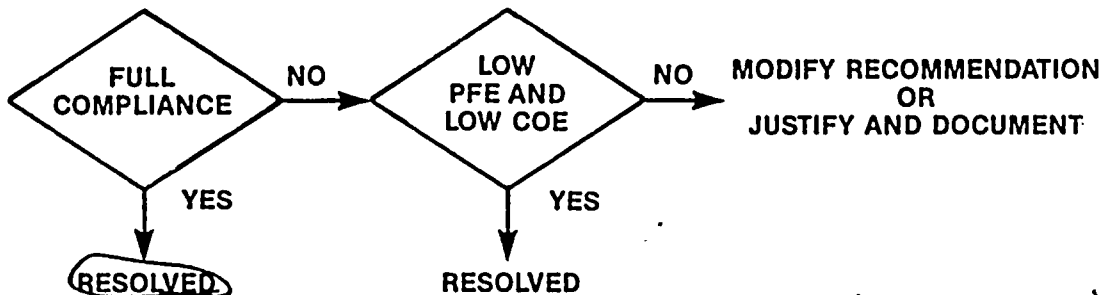 FULL
COMPLIANCE
NO
LOW
PFE AND
LOW COE
NO
MODIFY RECOMMENDATION
OR
JUSTIFY AND DOCUMENT
YES
YES
RESOLVED
RESOLVED